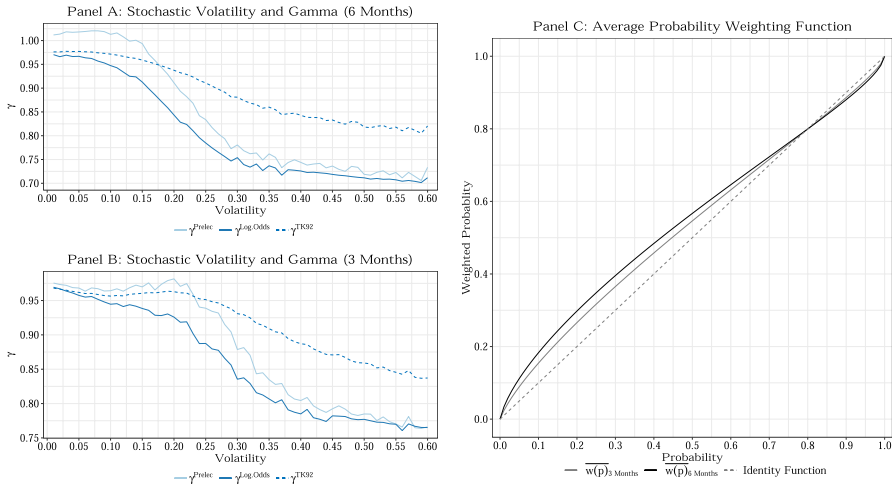 Panel A: Stochastic Volatility and Gamma (6 Months)
γ
1.00
0.95
0.90
0.85
0.80
0.75
0.70
0.00 0.05 0.10 0.15 0.20 0.25 0.30 0.35 0.40 0.45 0.50 0.55 0.60
Volatility
γPrelec γLog.Odds γTK92
Panel B: Stochastic Volatility and Gamma (3 Months)
γ
0.95
0.90
0.85
0.80
0.75
0.00 0.05 0.10 0.15 0.20 0.25 0.30 0.35 0.40 0.45 0.50 0.55 0.60
Volatility
γPrelec γLog.Odds γTK92
Panel C: Average Probability Weighting Function
Weighted Probability
1.0
0.8
0.6
0.4
0.2
0.0
0.0 0.1 0.2 0.3 0.4 0.5 0.6 0.7 0.8 0.9 1.0
Probability
w(p)3 Months w(p)6 Months Identity Function